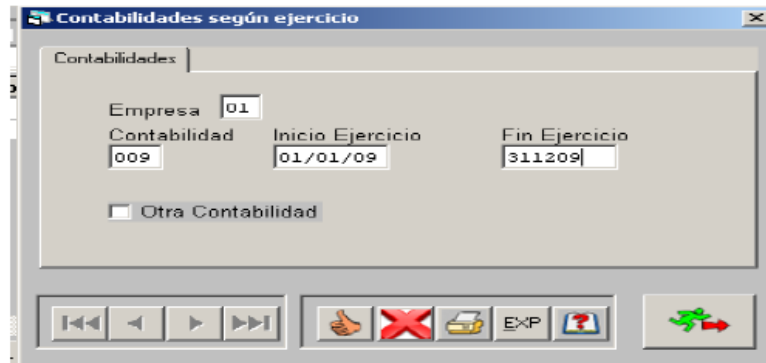 Contabilidades según ejercicio
Contabilidades
Empresa 01
Contabilidad Inicio Ejercicio Fin Ejercicio
009 01/01/09 311209
Otra Contabilidad
EXP